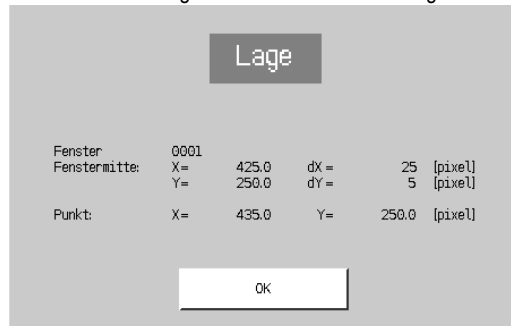 Lage
Fenster 0001
Fenstermitte: X= 425.0 dX= 25 [pixel]
Y= 250.0 dY= 5 [pixel]
Punkt: X= 435.0 Y= 250.0 [pixel]
OK